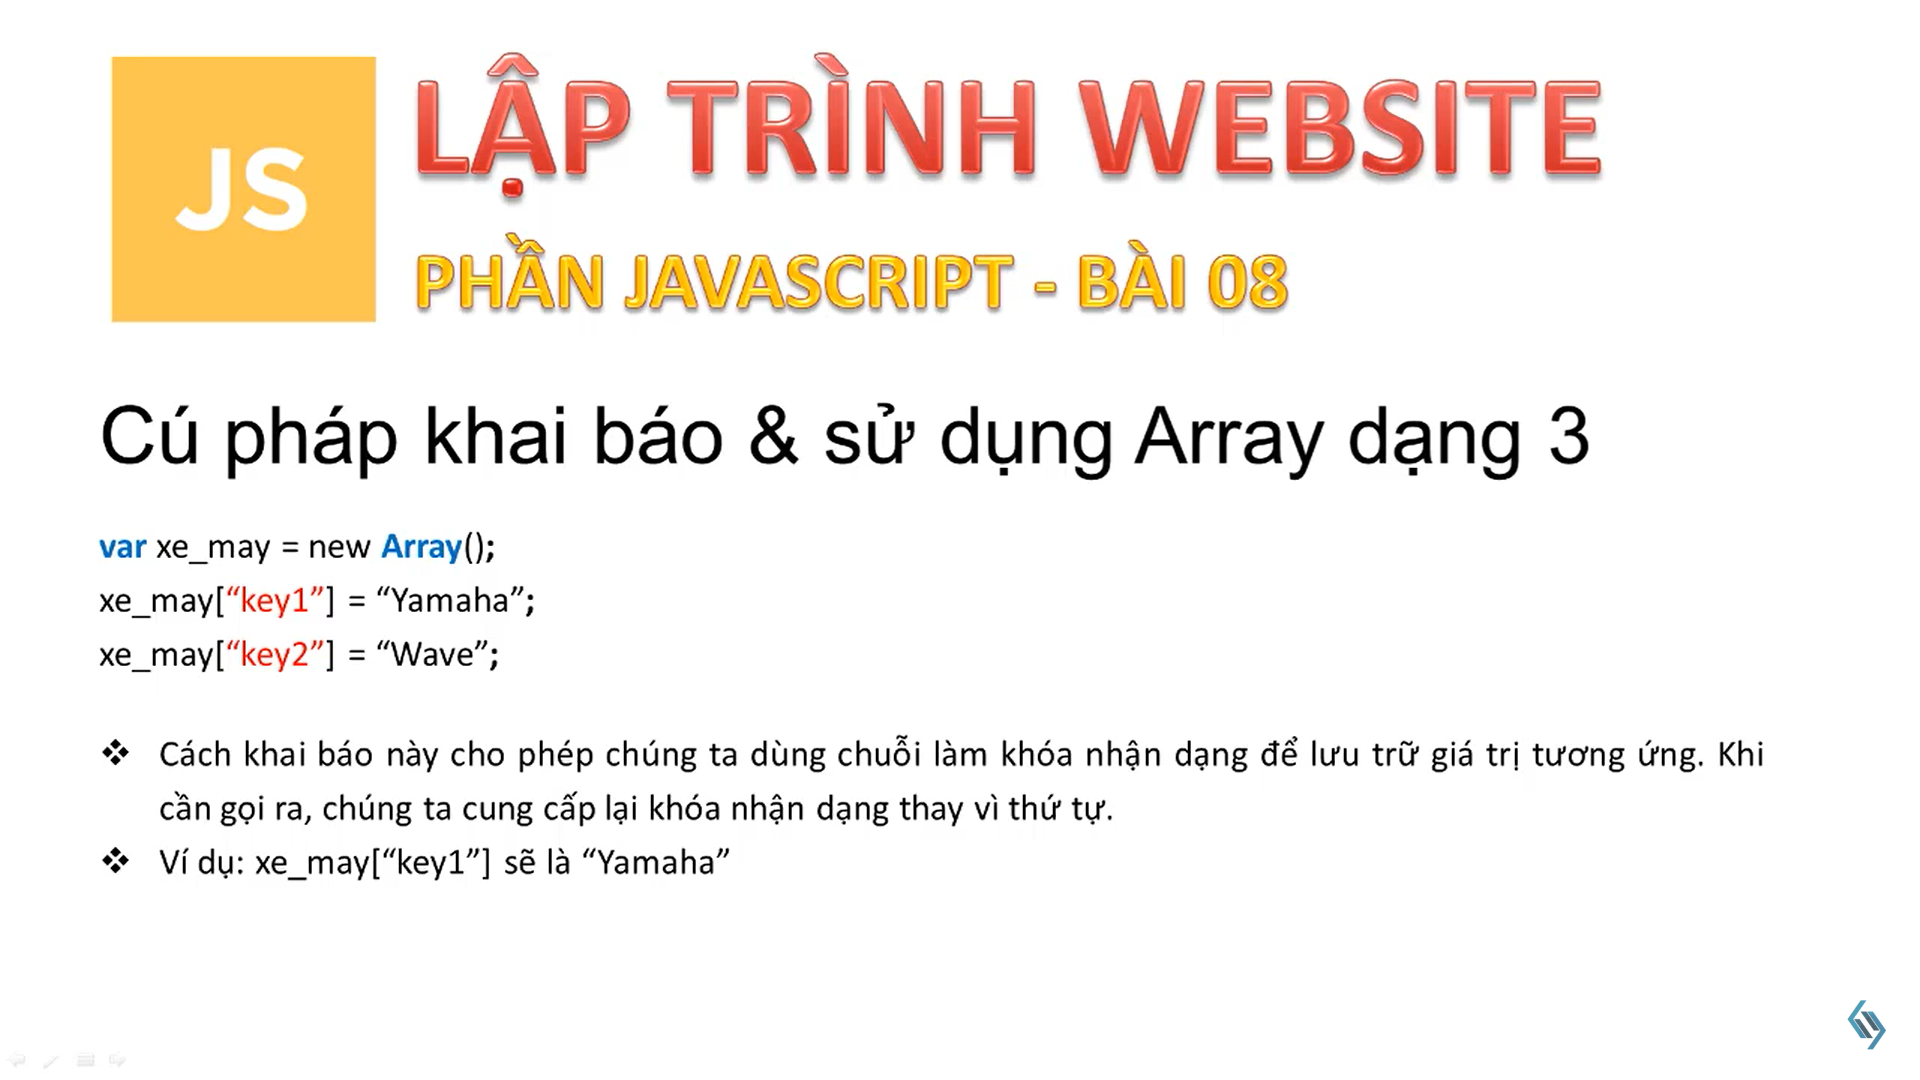 JS
LẬP TRÌNH WEBSITE
PHẦN JAVASCRIPT - BÀI 08
Cú pháp khai báo & sử dụng Array dạng 3
var xe_may = new Array();
xe_may[“key1”] = “Yamaha”;
xe_may[“key2”] = “Wave”;
❖ Cách khai báo này cho phép chúng ta dùng chuỗi làm khóa nhận dạng để lưu trữ giá trị tương ứng. Khi
cần gọi ra, chúng ta cung cấp lại khóa nhận dạng thay vì thứ tự.
❖ Ví dụ: xe_may[“key1”] sẽ là “Yamaha”